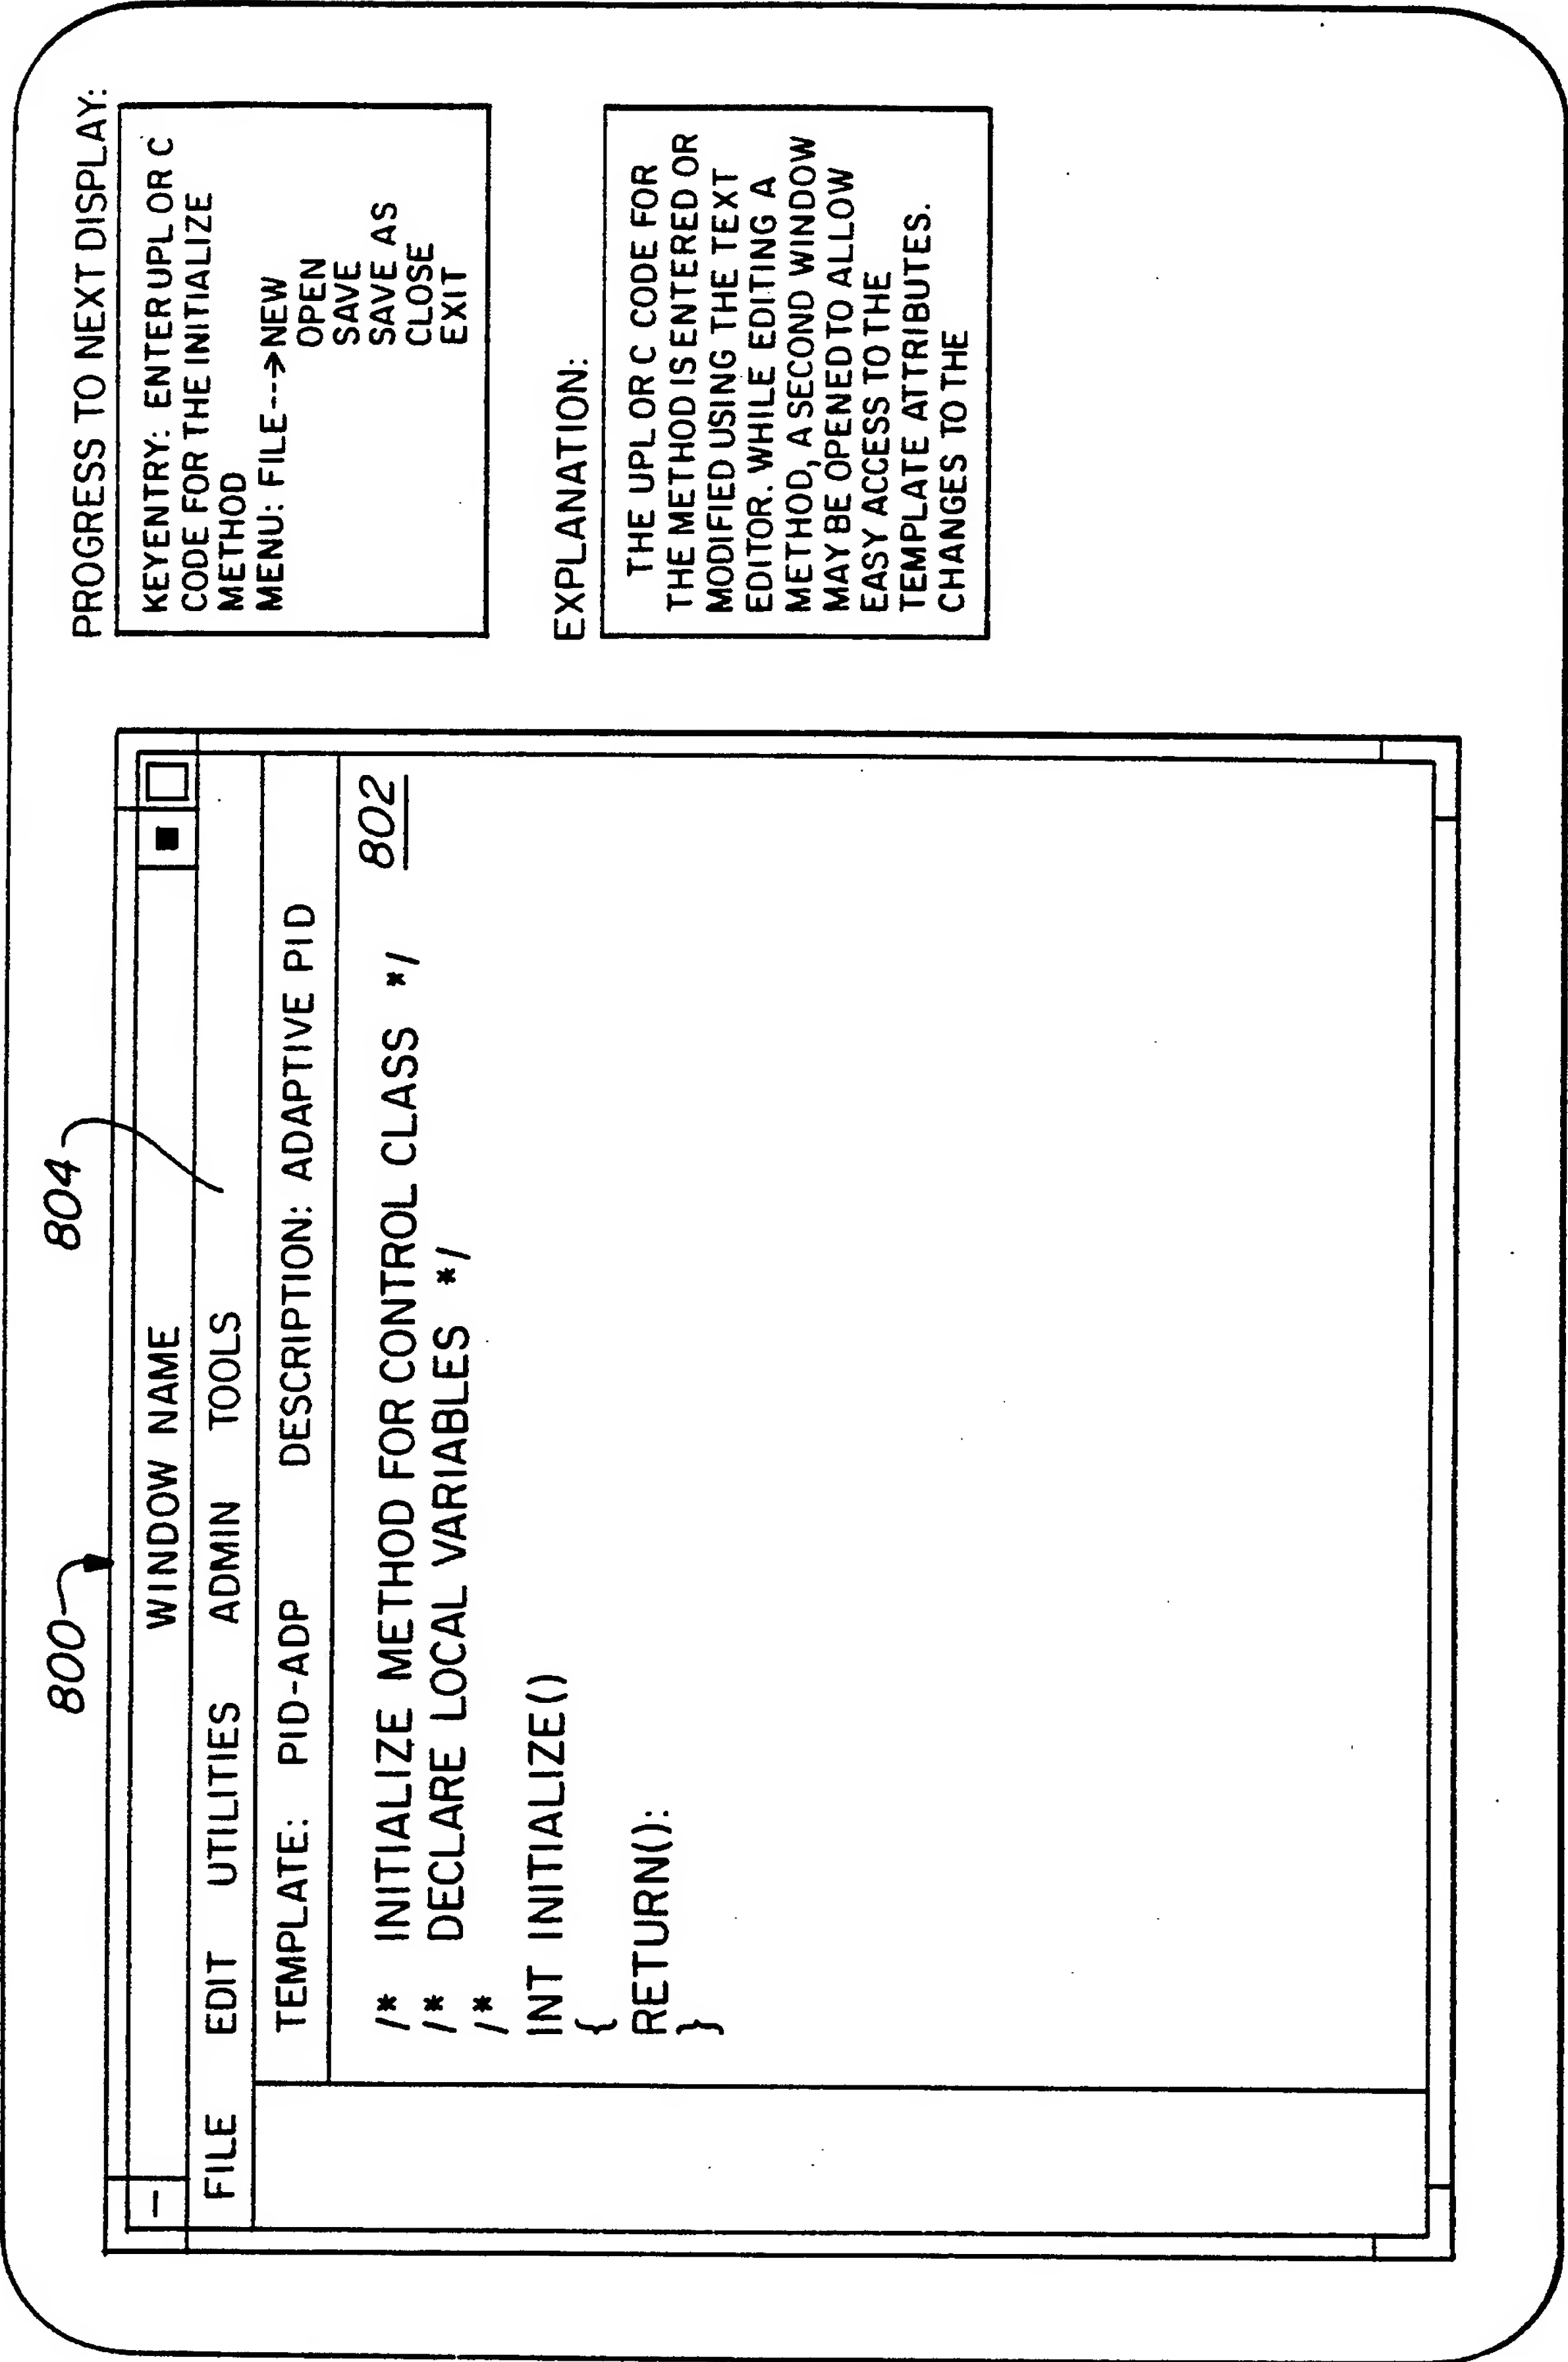 800
804
WINDOW NAME
FILE EDIT UTILITIES ADMIN TOOLS
TEMPLATE: PID-ADP DESCRIPTION: ADAPTIVE PID
802
/* INITIALIZE METHOD FOR CONTROL CLASS */
/* DECLARE LOCAL VARIABLES */
/*
INT INITIALIZE()
{
RETURN():
}
PROGRESS TO NEXT DISPLAY:
KEYENTRY: ENTER UPL OR C
CODE FOR THE INITIALIZE
METHOD
MENU: FILE--->NEW
OPEN
SAVE
SAVE AS
CLOSE
EXIT
EXPLANATION:
THE UPL OR C CODE FOR
THE METHOD IS ENTERED OR
MODIFIED USING THE TEXT
EDITOR. WHILE EDITING A
METHOD, A SECOND WINDOW
MAY BE OPENED TO ALLOW
EASY ACCESS TO THE
TEMPLATE ATTRIBUTES.
CHANGES TO THE